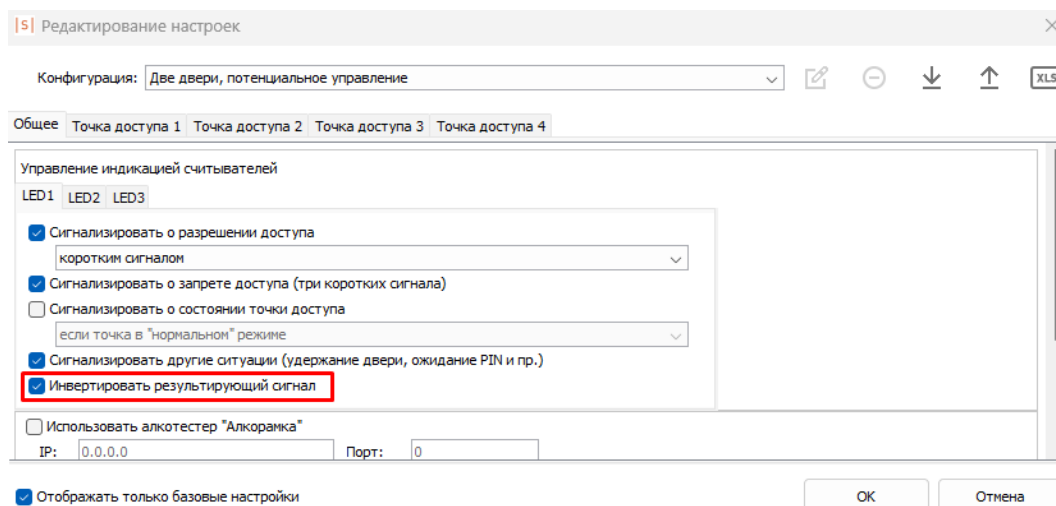 |S| Редактирование настроек
Конфигурация: Две двери, потенциальное управление XLS
Общее Точка доступа 1 Точка доступа 2 Точка доступа 3 Точка доступа 4
Управление индикацией считывателей
LED1 LED2 LED3
Сигнализировать о разрешении доступа
коротким сигналом
Сигнализировать о запрете доступа (три коротких сигнала)
Сигнализировать о состоянии точки доступа
если точка в "нормальном" режиме
Сигнализировать другие ситуации (удержание двери, ожидание PIN и пр.)
Инвертировать результирующий сигнал
Использовать алкотестер "Алкорамка"
IP: 0.0.0.0 Порт: 0
Отображать только базовые настройки OK Отмена